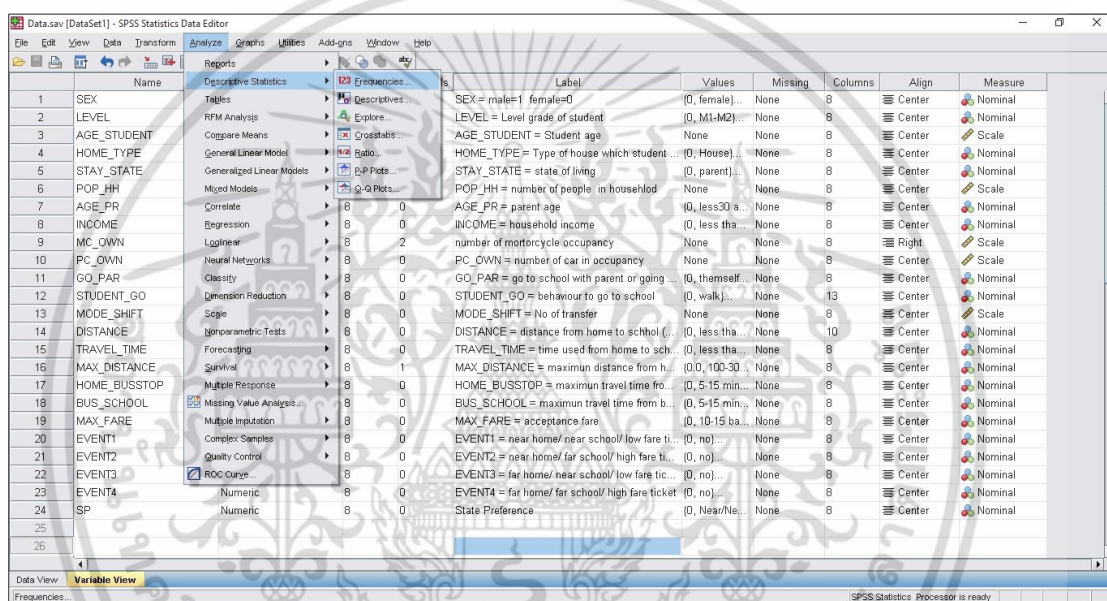 Data.sav [DataSet1] - SPSS Statistics Data Editor
File Edit View Data Transform Analyze Graphs Utilities Add-ons Window Help
Reports
Descriptive Statistics
Tables
RFM Analysis
Compare Means
General Linear Model
Generalized Linear Models
Mixed Models
Correlate
Regression
Loglinear
Neural Networks
Classify
Dimension Reduction
Scale
Nonparametric Tests
Forecasting
Survival
Multiple Response
Missing Value Analysis...
Multiple Imputation
Complex Samples
Quality Control
ROC Curve...
123 Frequencies...
Descriptives...
Explore...
Crosstabs...
1/2 Ratio...
P-P Plots...
Q-Q Plots...
Name Label Values Missing Columns Align Measure
1 SEX SEX = male=1 female=0 {0, female}... None 8 Center Nominal
2 LEVEL LEVEL = Level grade of student {0, M1-M2}... None 8 Center Nominal
3 AGE_STUDENT AGE_STUDENT = Student age None None 8 Center Scale
4 HOME_TYPE HOME_TYPE = Type of house which student ... {0, House}... None 8 Center Nominal
5 STAY_STATE STAY_STATE = state of living {0, parent}... None 8 Center Nominal
6 POP_HH POP_HH = number of people in househlod None None 8 Center Scale
7 AGE_PR 8 0 AGE_PR = parent age {0, less30 a... None 8 Center Nominal
8 INCOME 8 0 INCOME = household income {0, less tha... None 8 Center Nominal
9 MC_OWN 8 2 number of mortorcycle occupancy None None 8 Right Scale
10 PC_OWN 8 0 PC_OWN = number of car in occupancy None None 8 Center Scale
11 GO_PAR 8 0 GO_PAR = go to school with parent or going ... {0, themself... None 8 Center Nominal
12 STUDENT_GO 8 0 STUDENT_GO = behaviour to go to school {0, walk}... None 13 Center Nominal
13 MODE_SHIFT 8 0 MODE_SHIFT = No of transfer None None 8 Center Scale
14 DISTANCE 8 0 DISTANCE = distance from home to schhol (... {0, less tha... None 10 Center Nominal
15 TRAVEL_TIME 8 0 TRAVEL_TIME = time used from home to sch... {0, less tha... None 8 Center Nominal
16 MAX_DISTANCE 8 1 MAX_DISTANCE = maximun distance from h... {0.0, 100-30... None 8 Center Nominal
17 HOME_BUSSTOP 8 0 HOME_BUSSTOP = maximun travel time fro... {0, 5-15 min... None 8 Center Nominal
18 BUS_SCHOOL 8 0 BUS_SCHOOL = maximun travel time from b... {0, 5-15 min... None 8 Center Nominal
19 MAX_FARE 8 0 MAX_FARE = acceptance fare {0, 10-15 ba... None 8 Center Nominal
20 EVENT1 8 0 EVENT1 = near home/ near school/ low fare ti... {0, no}... None 8 Center Nominal
21 EVENT2 8 0 EVENT2 = near home/ far school/ high fare ti... {0, no}... None 8 Center Nominal
22 EVENT3 8 0 EVENT3 = far home/ near school/ low fare tic... {0, no}... None 8 Center Nominal
23 EVENT4 Numeric 8 0 EVENT4 = far home/ far school/ high fare ticket {0, no}... None 8 Center Nominal
24 SP Numeric 8 0 State Preference {0, Near/Ne... None 8 Center Nominal
25
26
Data View Variable View
Frequencies... SPSS Statistics Processor is ready